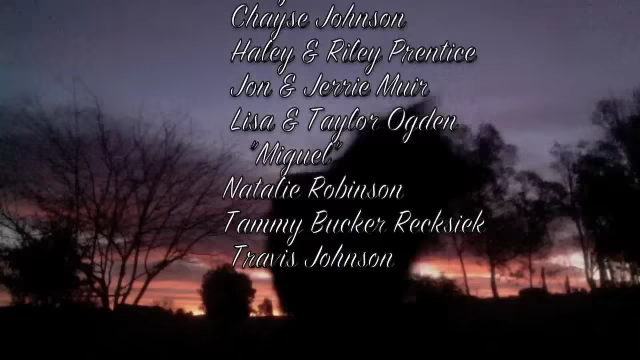 Chayse Johnson
Haley & Riley Prentice
Jon & Jerrie Muir
Lisa & Taylor Ogden
"Miguel"
Natalie Robinson
Tammy Bucker Recksiek
Travis Johnson